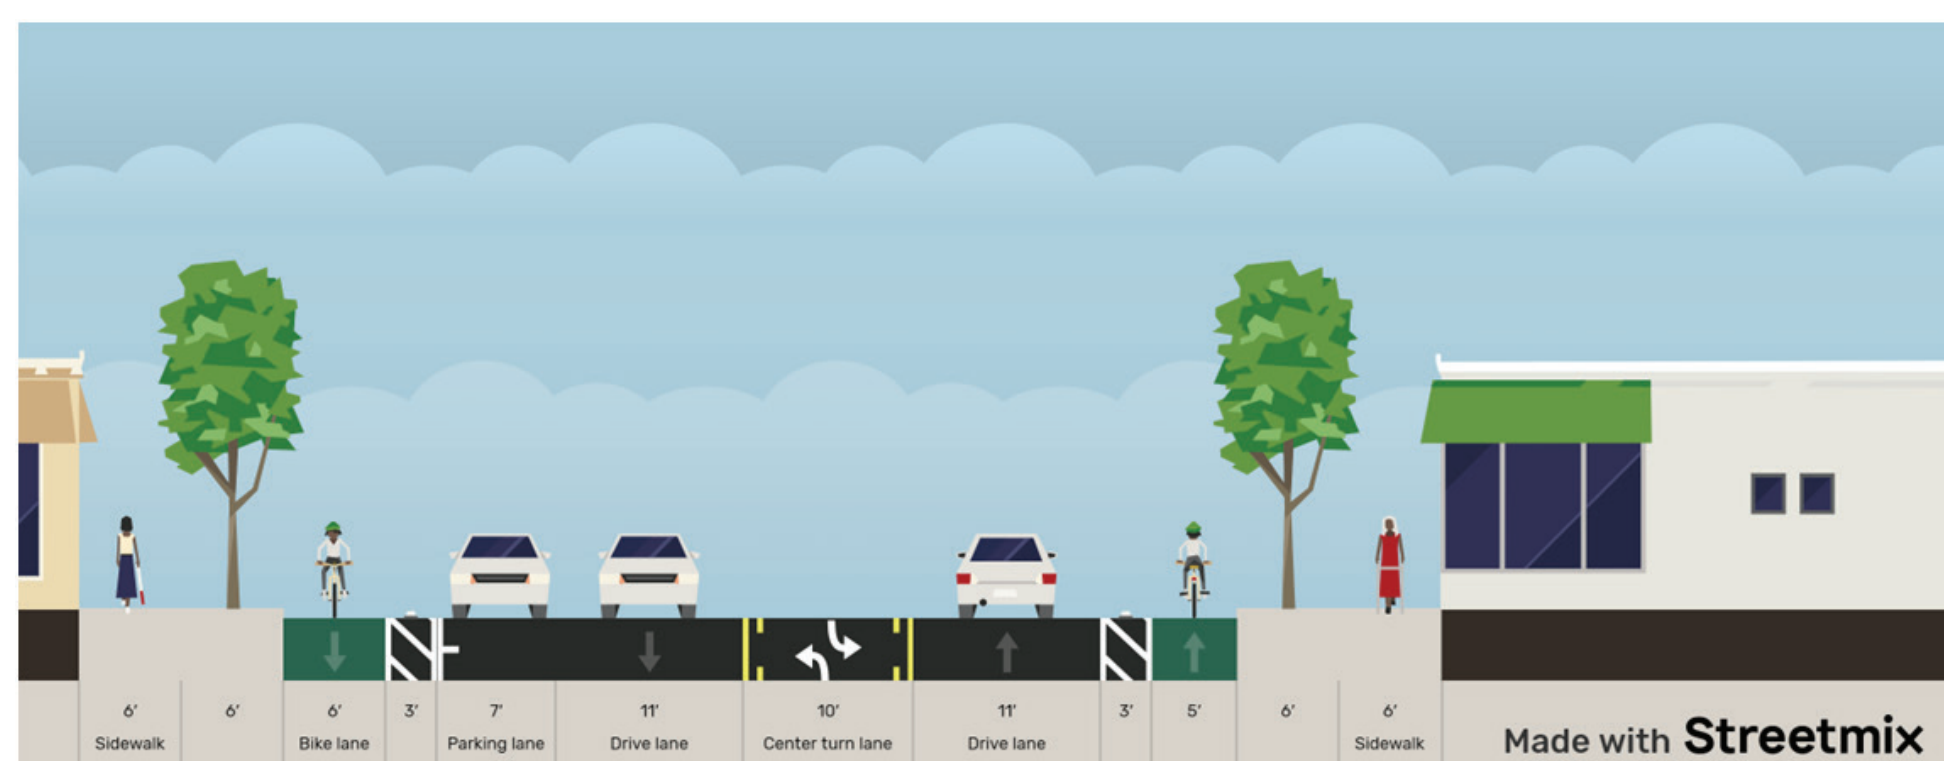 6′ 6′ 6′ 3′ 7′ 11′ 10′ 11′ 3′ 5′ 6′ 6′
Sidewalk Bike lane Parking lane Drive lane Center turn lane Drive lane Sidewalk
Made with Streetmix